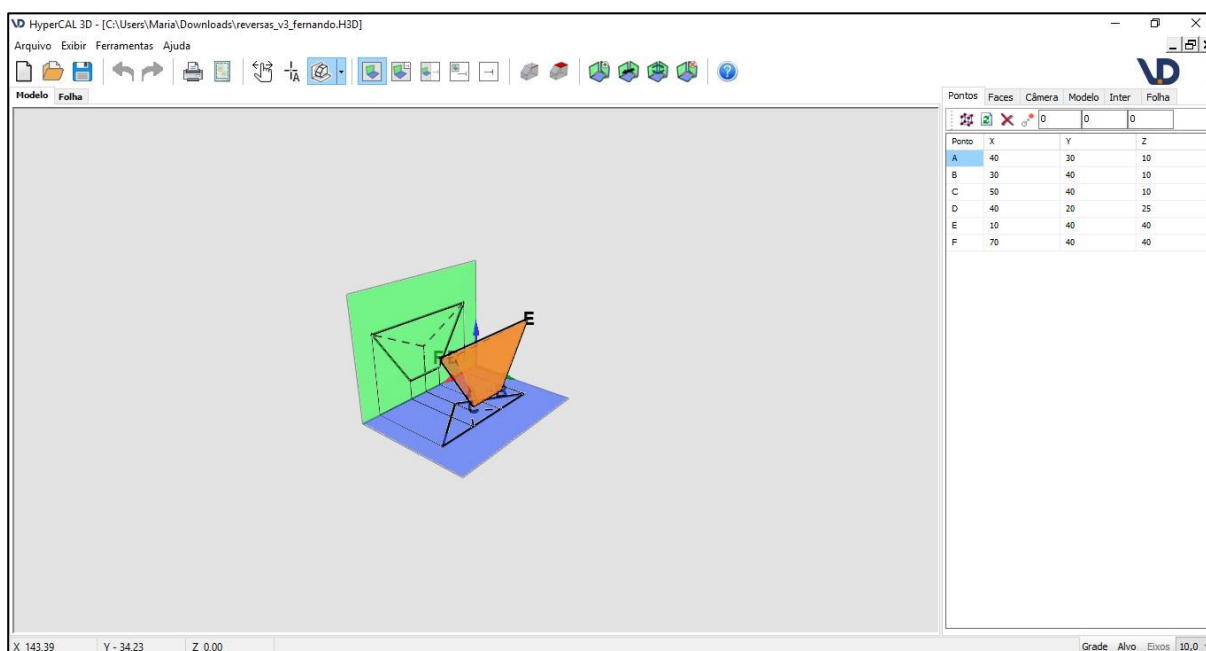 HyperCAL 3D - [C:\Users\Maria\Downloads\reversas_v3_fernando.H3D]
Arquivo Exibir Ferramentas Ajuda
VD
Modelo Folha
Pontos Faces Câmera Modelo Inter Folha
0 0 0
Ponto X Y Z
A 40 30 10
B 30 40 10
C 50 40 10
D 40 20 25
E 10 40 40
F 70 40 40
E
C
X 143.39 Y - 34.23 Z 0.00
Grade Alvo Eixos 10,0